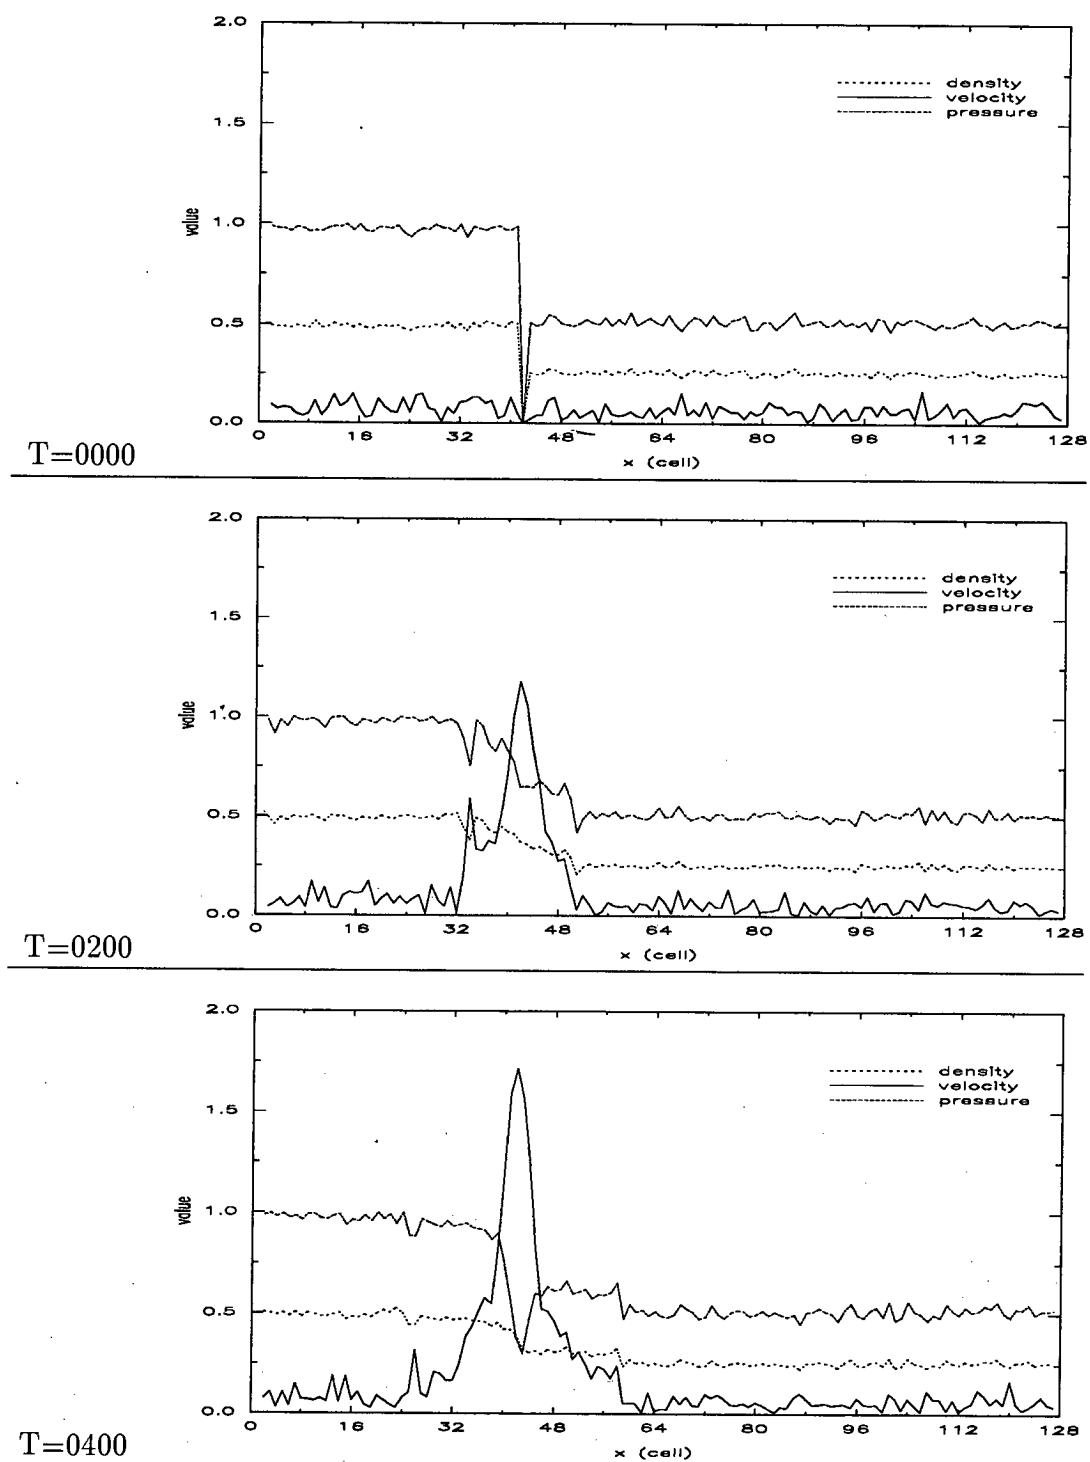 2.0
density
velocity
pressure
1.5
value
1.0
0.5
0.0
0 16 32 48 64 80 96 112 128
x (cell)
T=0000
2.0
density
velocity
pressure
1.5
value
1.0
0.5
0.0
0 16 32 48 64 80 96 112 128
x (cell)
T=0200
2.0
density
velocity
pressure
1.5
value
1.0
0.5
0.0
0 16 32 48 64 80 96 112 128
x (cell)
T=0400